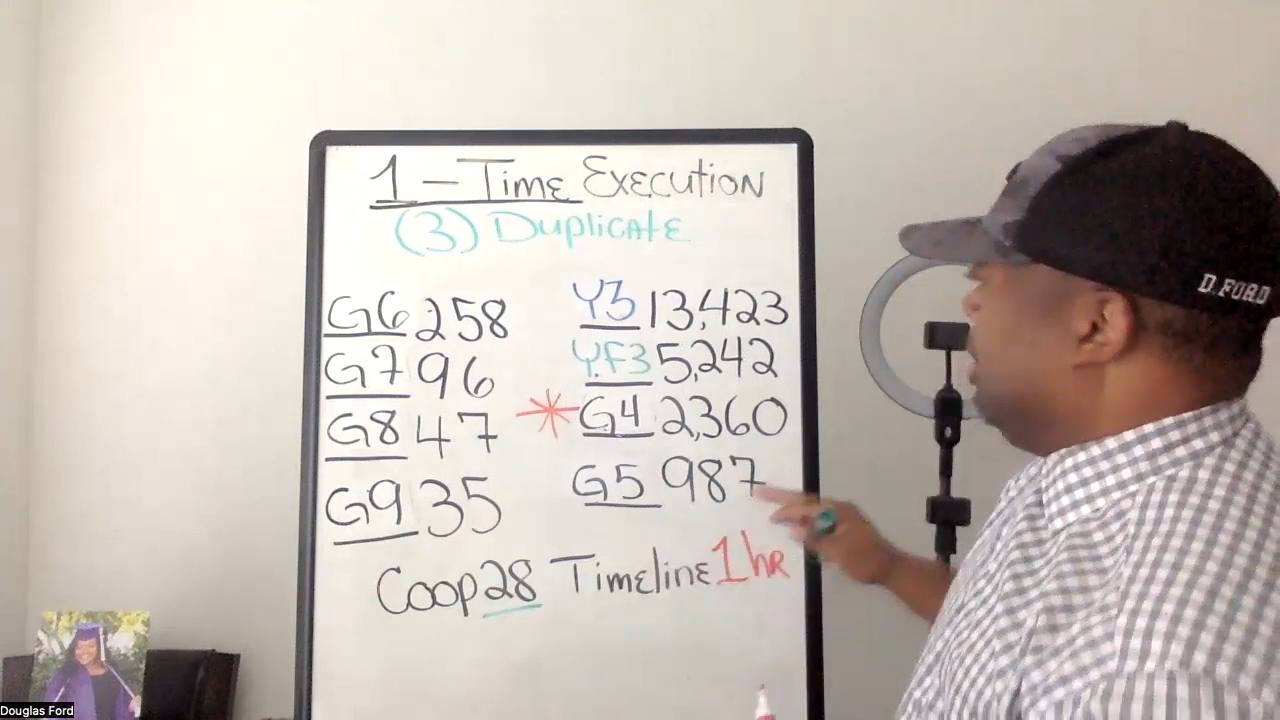 1 - Time Execution
(3) Duplicate
G6 258
G7 96
G8 47
G9 35
Y3 13,423
Y.F3 5,242
* G4 2,360
G5 987
Coop28 Timeline 1hr
D.FORD
Douglas Ford